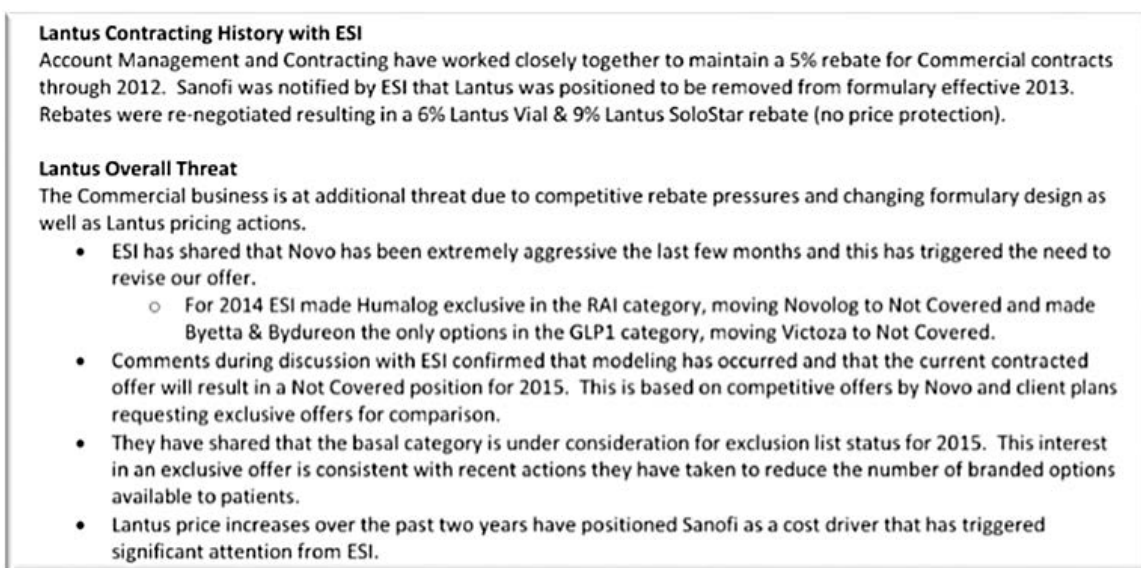 Lantus Contracting History with ESI
Account Management and Contracting have worked closely together to maintain a 5% rebate for Commercial contracts
through 2012. Sanofi was notified by ESI that Lantus was positioned to be removed from formulary effective 2013.
Rebates were re-negotiated resulting in a 6% Lantus Vial & 9% Lantus SoloStar rebate (no price protection).
Lantus Overall Threat
The Commercial business is at additional threat due to competitive rebate pressures and changing formulary design as
well as Lantus pricing actions.
• ESI has shared that Novo has been extremely aggressive the last few months and this has triggered the need to
revise our offer.
o For 2014 ESI made Humalog exclusive in the RAI category, moving Novolog to Not Covered and made
Byetta & Bydureon the only options in the GLP1 category, moving Victoza to Not Covered.
• Comments during discussion with ESI confirmed that modeling has occurred and that the current contracted
offer will result in a Not Covered position for 2015. This is based on competitive offers by Novo and client plans
requesting exclusive offers for comparison.
• They have shared that the basal category is under consideration for exclusion list status for 2015. This interest
in an exclusive offer is consistent with recent actions they have taken to reduce the number of branded options
available to patients.
• Lantus price increases over the past two years have positioned Sanofi as a cost driver that has triggered
significant attention from ESI.